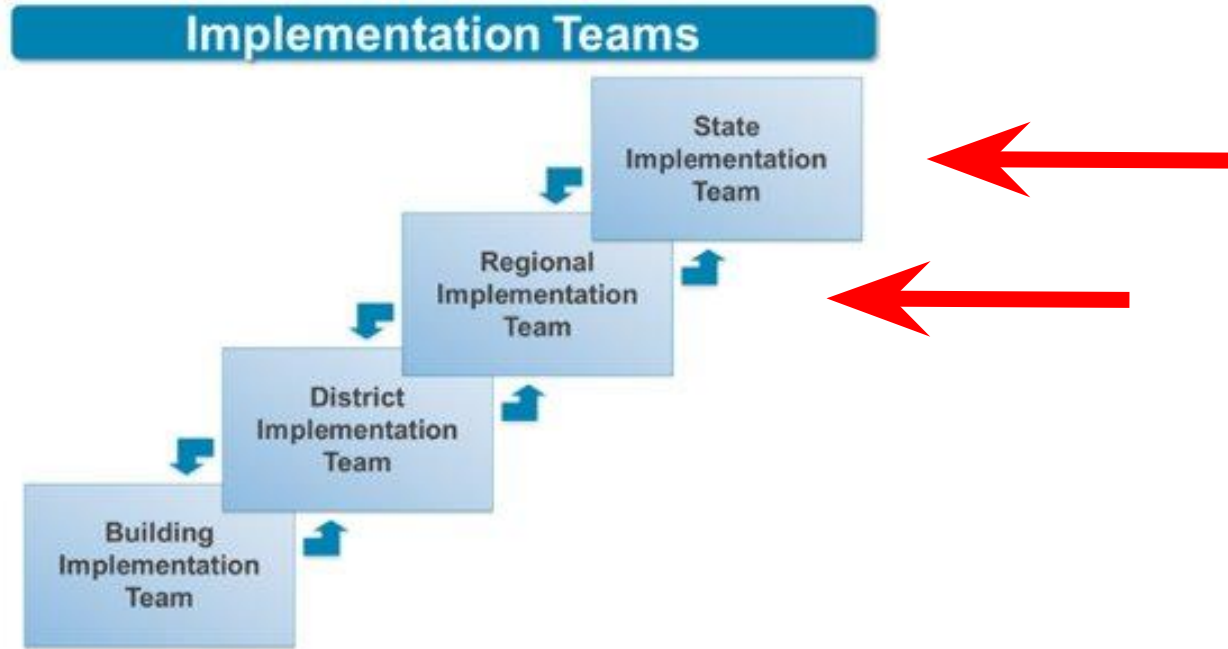 Implementation Teams
State
Implementation
Team
Regional
Implementation
Team
District
Implementation
Team
Building
Implementation
Team